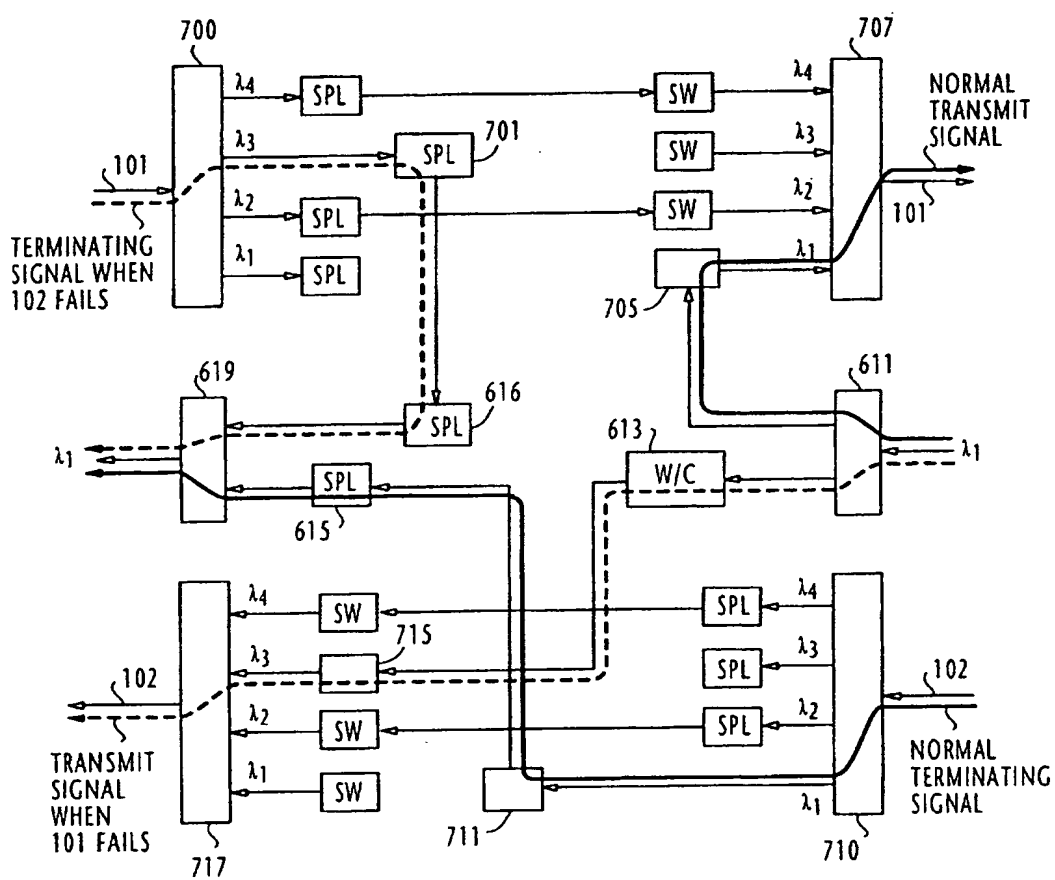 700
707
λ4
SPL
SW
λ4
NORMAL
TRANSMIT
SIGNAL
701
λ3
SPL
SW
λ3
101
λ2
SPL
SW
λ2
101
TERMINATING
SIGNAL WHEN
102 FAILS
λ1
SPL
λ1
705
619
611
616
SPL
613
λ1
W/C
λ1
SPL
615
λ4
SW
SPL
λ4
715
λ3
SPL
λ3
102
102
λ2
SW
SPL
λ2
TRANSMIT
SIGNAL
WHEN
101 FAILS
NORMAL
TERMINATING
SIGNAL
λ1
SW
λ1
717
711
710